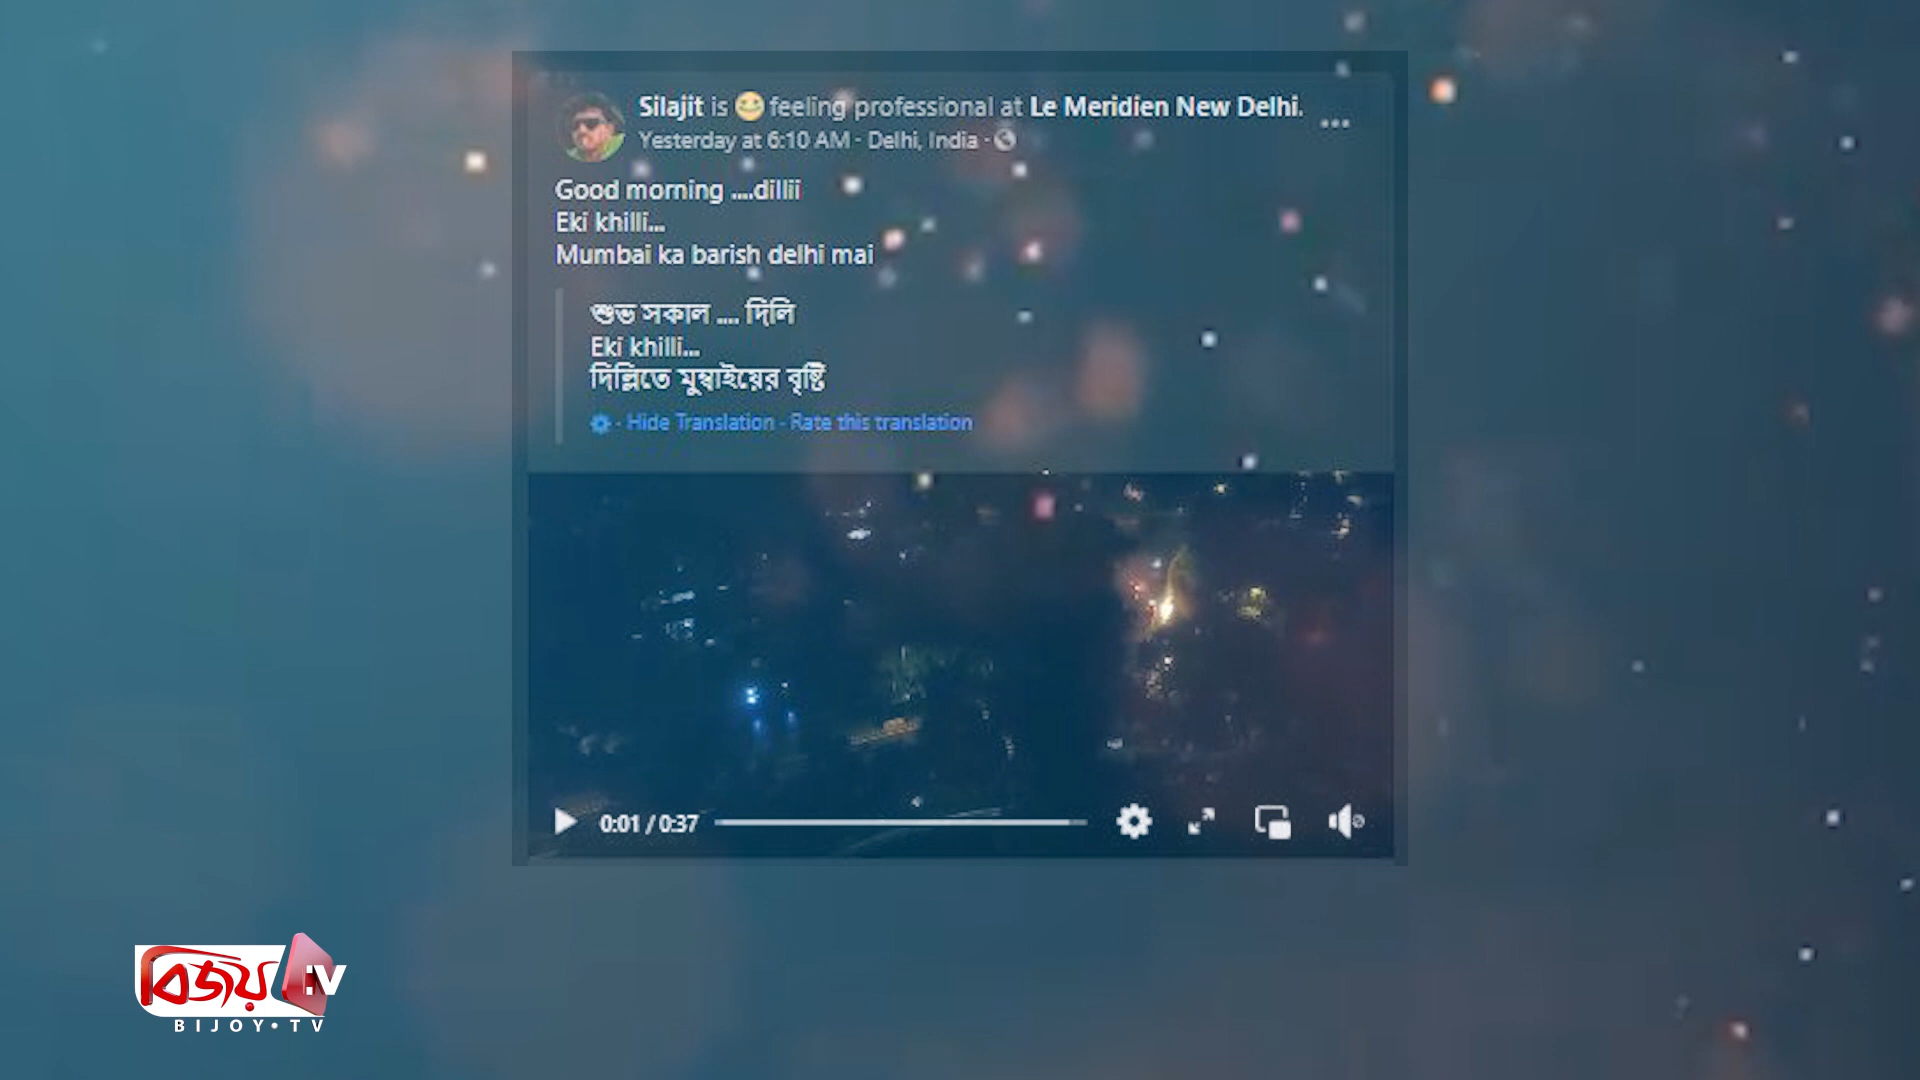 Silajit is feeling professional at Le Meridien New Delhi.
Yesterday at 6:10 AM · Delhi, India ·
Good morning ....dillii
Eki khilli...
Mumbai ka barish delhi mai
শুভ সকাল .... দিলি
Eki khilli...
দিল্লিতে মুম্বাইয়ের বৃষ্টি
· Hide Translation · Rate this translation
0:01 / 0:37
বিজয় :v
BIJOY•TV